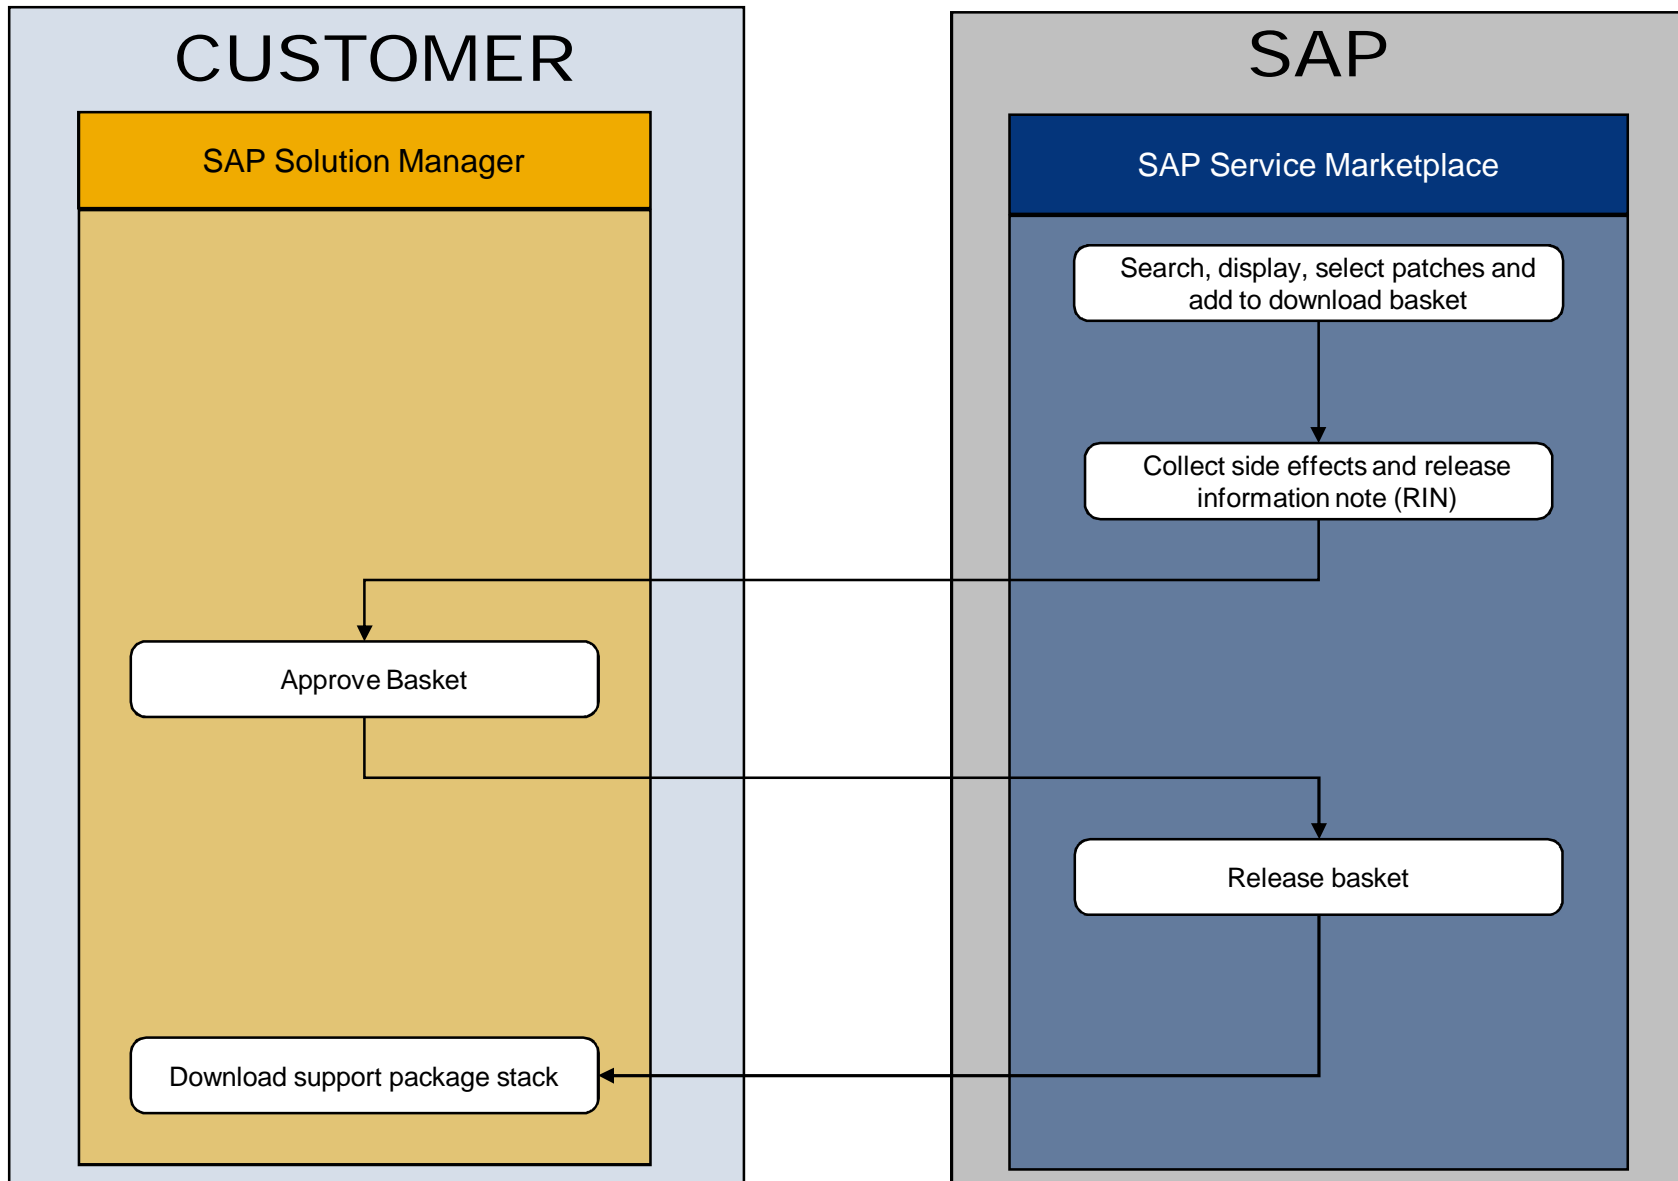 CUSTOMER
SAP
SAP Solution Manager
SAP Service Marketplace
Search, display, select patches and
add to download basket
Collect side effects and release
information note (RIN)
Approve Basket
Release basket
Download support package stack